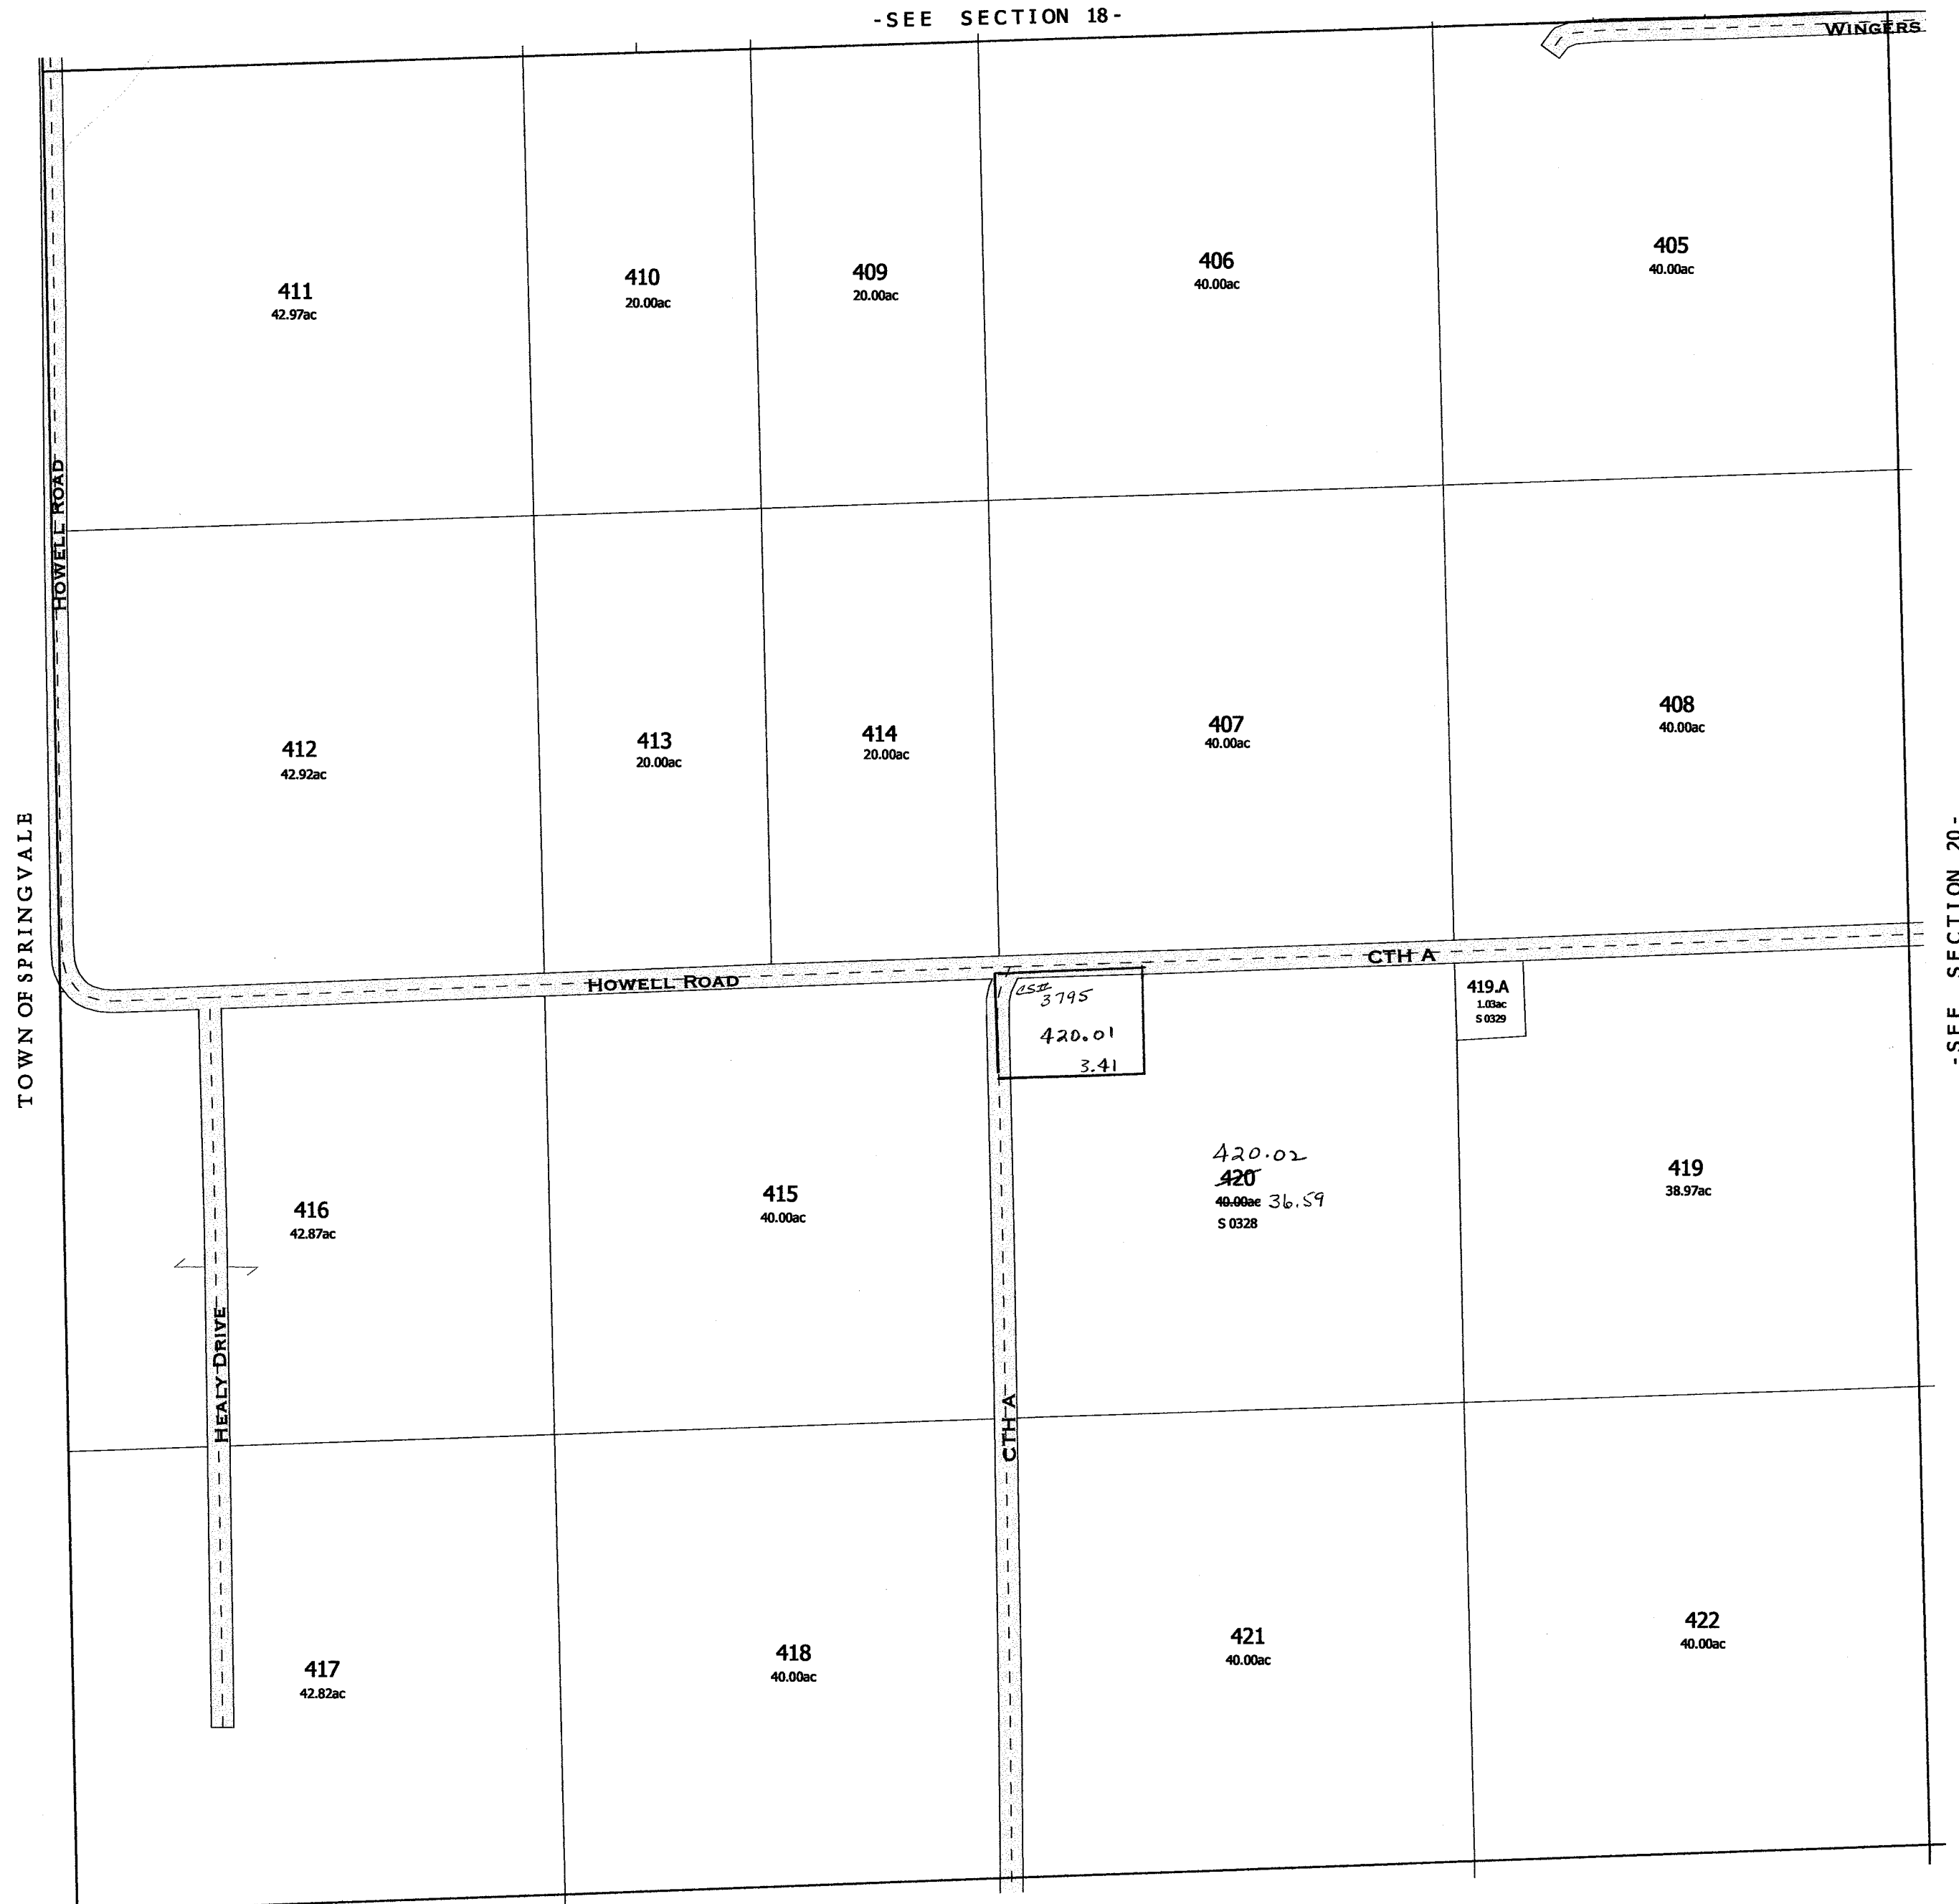 -SEE SECTION 18-
WINGERS
411
42.97ac
410
20.00ac
409
20.00ac
406
40.00ac
405
40.00ac
HOWELL ROAD
412
42.92ac
413
20.00ac
414
20.00ac
407
40.00ac
408
40.00ac
TOWN OF SPRINGVALE
-SEE SECTION 20-
HOWELL ROAD
CTH A
3795
420.01
3.41
419.A
1.03ac
S 0329
416
42.87ac
415
40.00ac
420.02
420
40.00ac 36.59
S 0328
419
38.97ac
HEALY DRIVE
CTH A
417
42.82ac
418
40.00ac
421
40.00ac
422
40.00ac